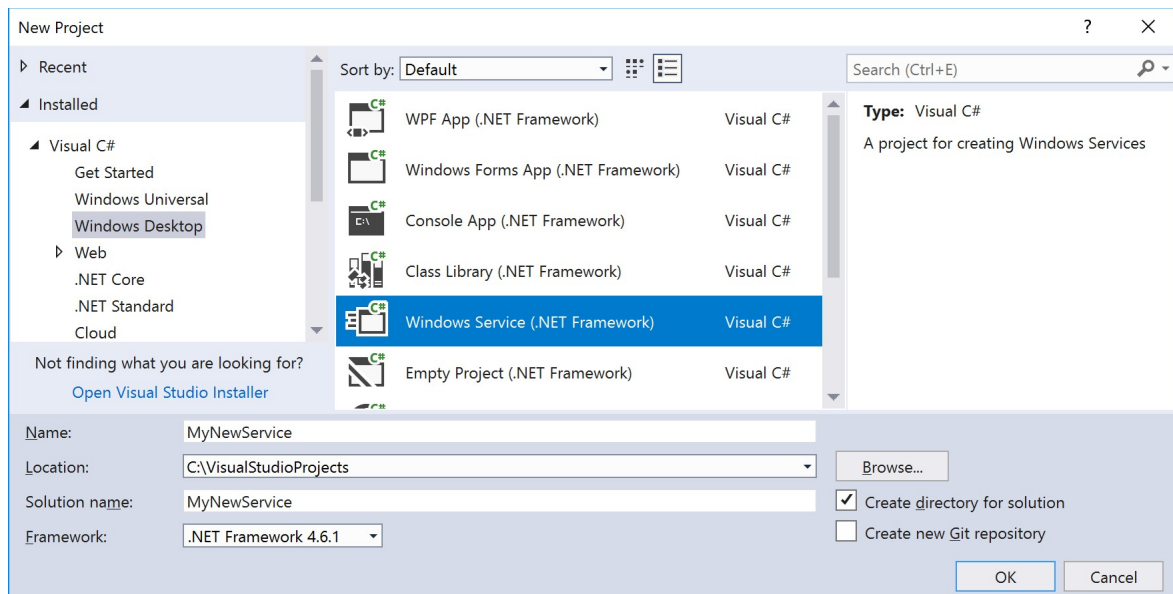 New Project
?
Recent
Installed
Visual C#
Get Started
Windows Universal
Windows Desktop
Web
.NET Core
.NET Standard
Cloud
Not finding what you are looking for?
Open Visual Studio Installer
Sort by: Default
C# WPF App (.NET Framework) Visual C#
C# Windows Forms App (.NET Framework) Visual C#
C# Console App (.NET Framework) Visual C#
C# Class Library (.NET Framework) Visual C#
C# Windows Service (.NET Framework) Visual C#
C# Empty Project (.NET Framework) Visual C#
C#
Search (Ctrl+E)
Type: Visual C#
A project for creating Windows Services
Name: MyNewService
Location: C:\VisualStudioProjects Browse...
Solution name: MyNewService Create directory for solution
Framework: .NET Framework 4.6.1 Create new Git repository
OK Cancel